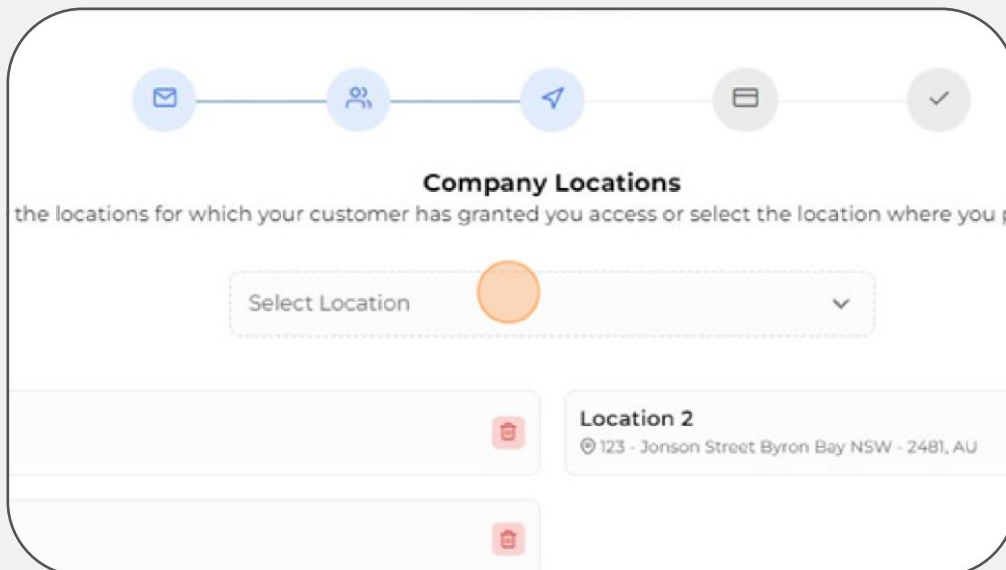 Company Locations
the locations for which your customer has granted you access or select the location where you
Select Location
Location 2
123 - Jonson Street Byron Bay NSW - 2481, AU